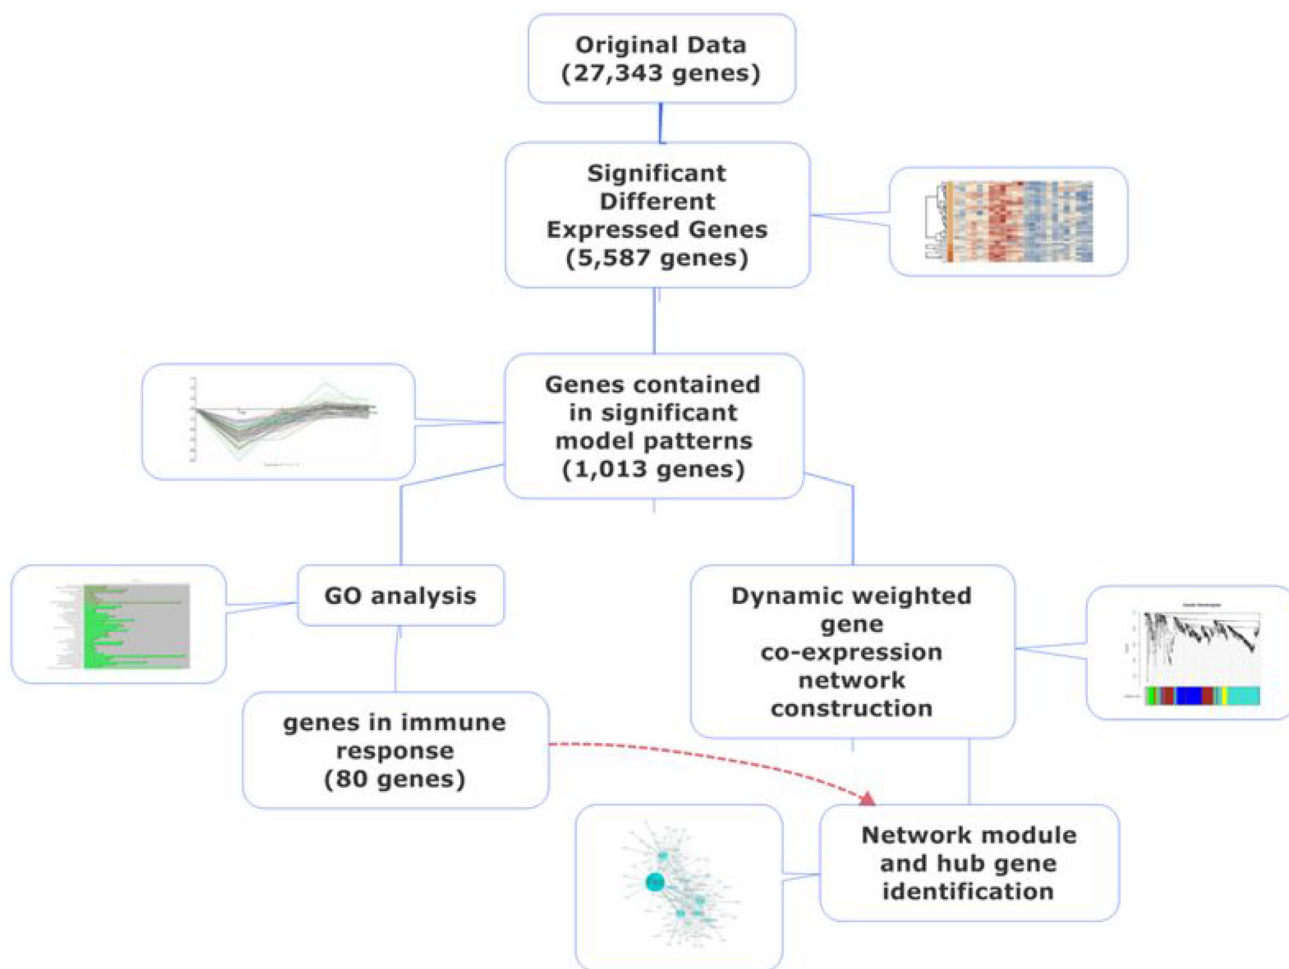 Original Data
(27,343 genes)
Significant
Different
Expressed Genes
(5,587 genes)
Genes contained
in significant
model patterns
(1,013 genes)
GO analysis
Dynamic weighted
gene
co-expression
network
construction
genes in immune
response
(80 genes)
Network module
and hub gene
identification